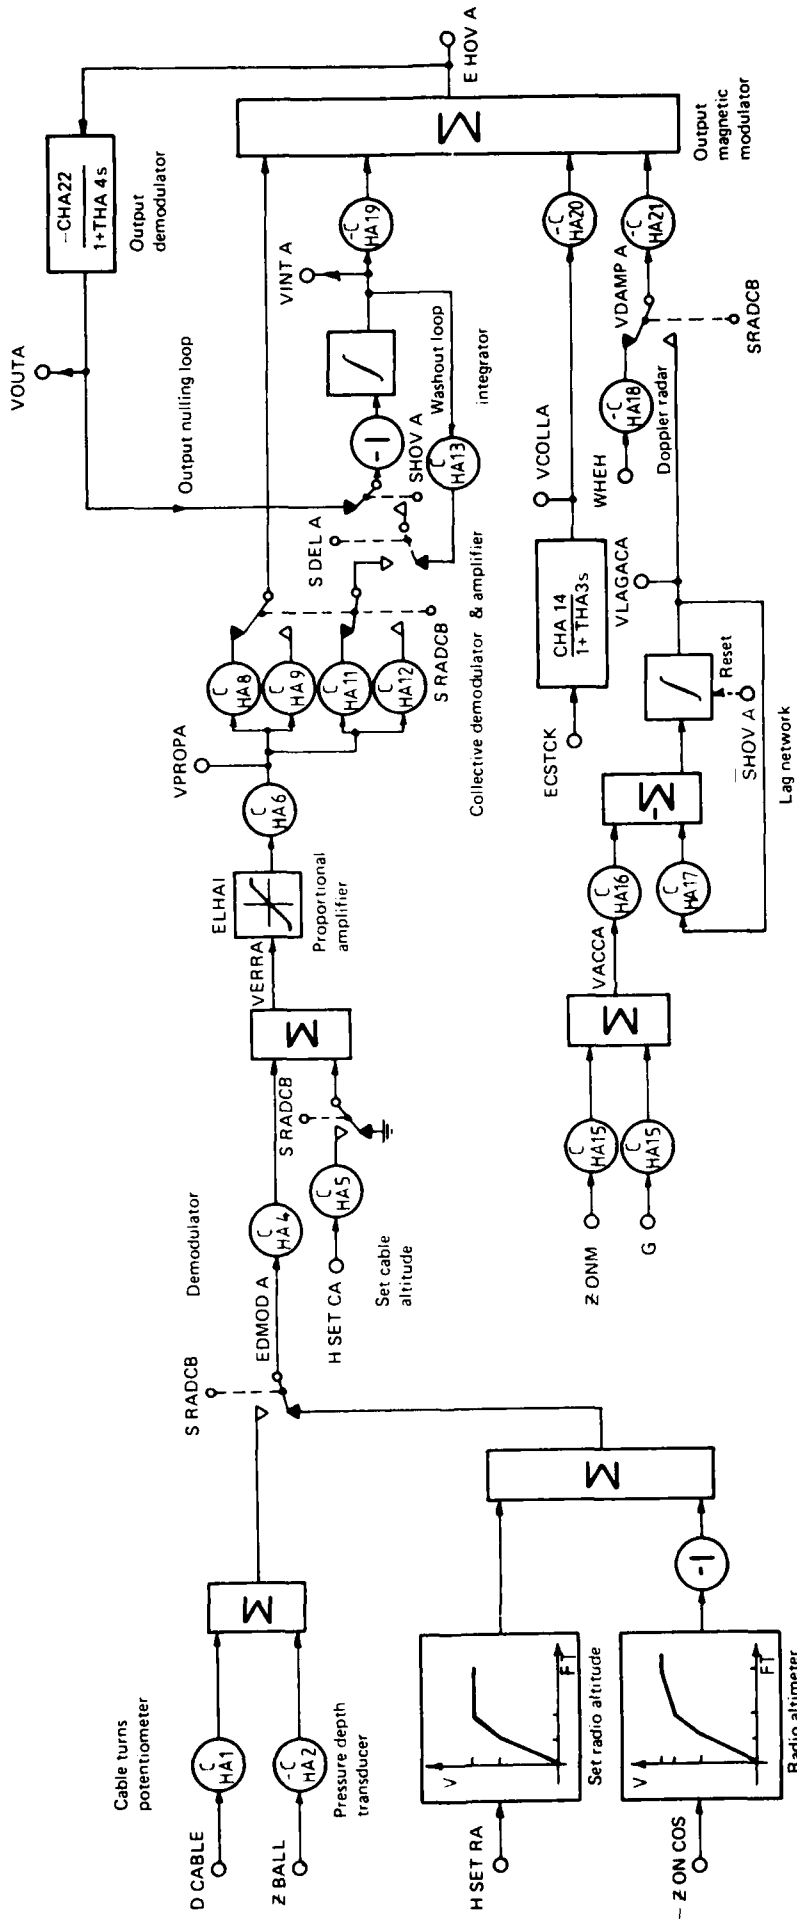 Cable turns
potentiometer
D CABLE
C
HA1
Z BALL
-C
HA2
Pressure depth
transducer
Σ
H SET RA
V
FT
Set radio altitude
- Z ON COS
V
FT
Radio altimeter
-1
Σ
S RADCB
EDMOD A
Demodulator
C
HA4
H SET CA
C
HA5
Set cable
altitude
S RADCB
Σ
VERRA
ELHAI
Proportional
amplifier
C
HA6
VPROPA
C
HA8
C
HA9
C
HA11
C
HA12
S RADCB
Collective demodulator & amplifier
S DEL A
SHOV A
-1
∫
C
HA13
Washout loop
integrator
VINT A
-C
HA19
Output nulling loop
VOUTA
-CHA22
1+THA 4s
Output
demodulator
E HOV A
Σ
Output
magnetic
modulator
ECSTCK
CHA 14
1+ THA3s
VCOLLA
-C
HA20
WHEH
-C
HA18
VDAMP A
-C
HA21
SRADCB
Doppler radar
VLAGACA
Z ONM
C
HA15
G
C
HA15
Σ
VACCA
C
HA16
C
HA17
Σ-
∫
Reset
SHOV A
Lag network